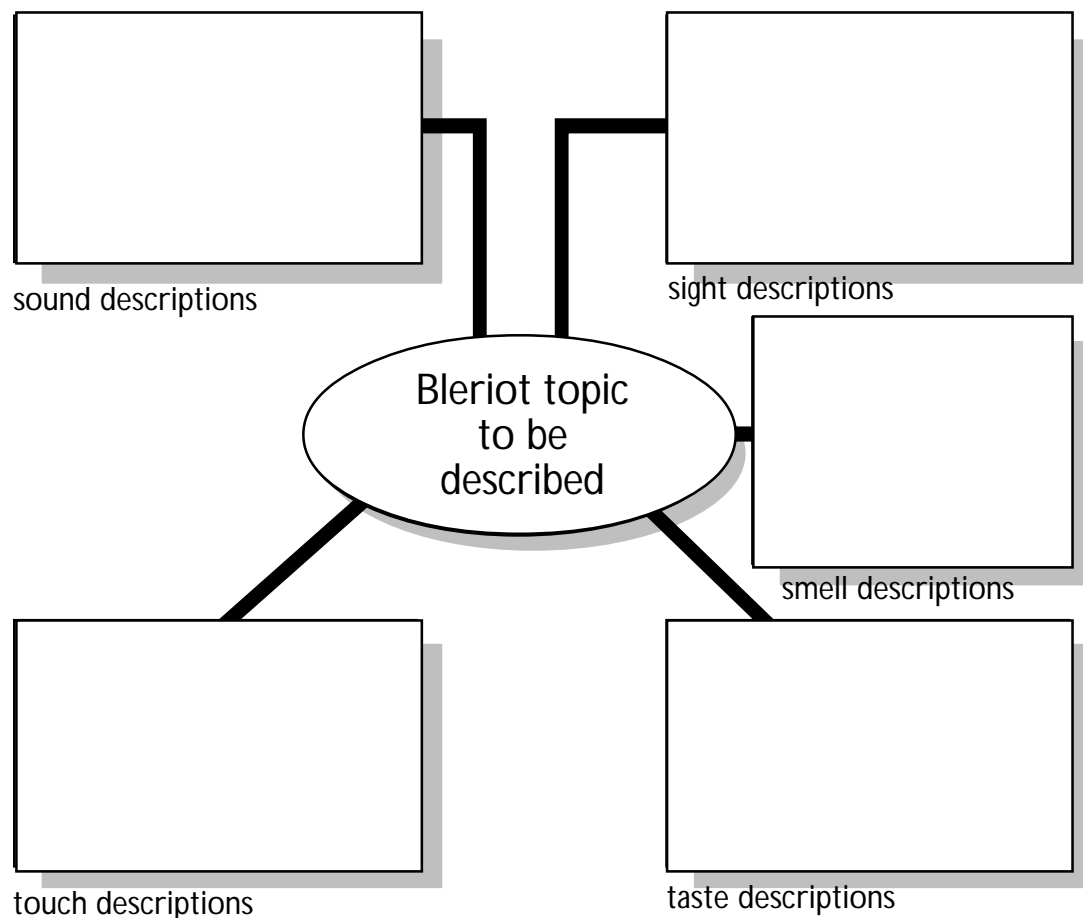 sound descriptions
sight descriptions
Bleriot topic
to be
described
smell descriptions
touch descriptions
taste descriptions